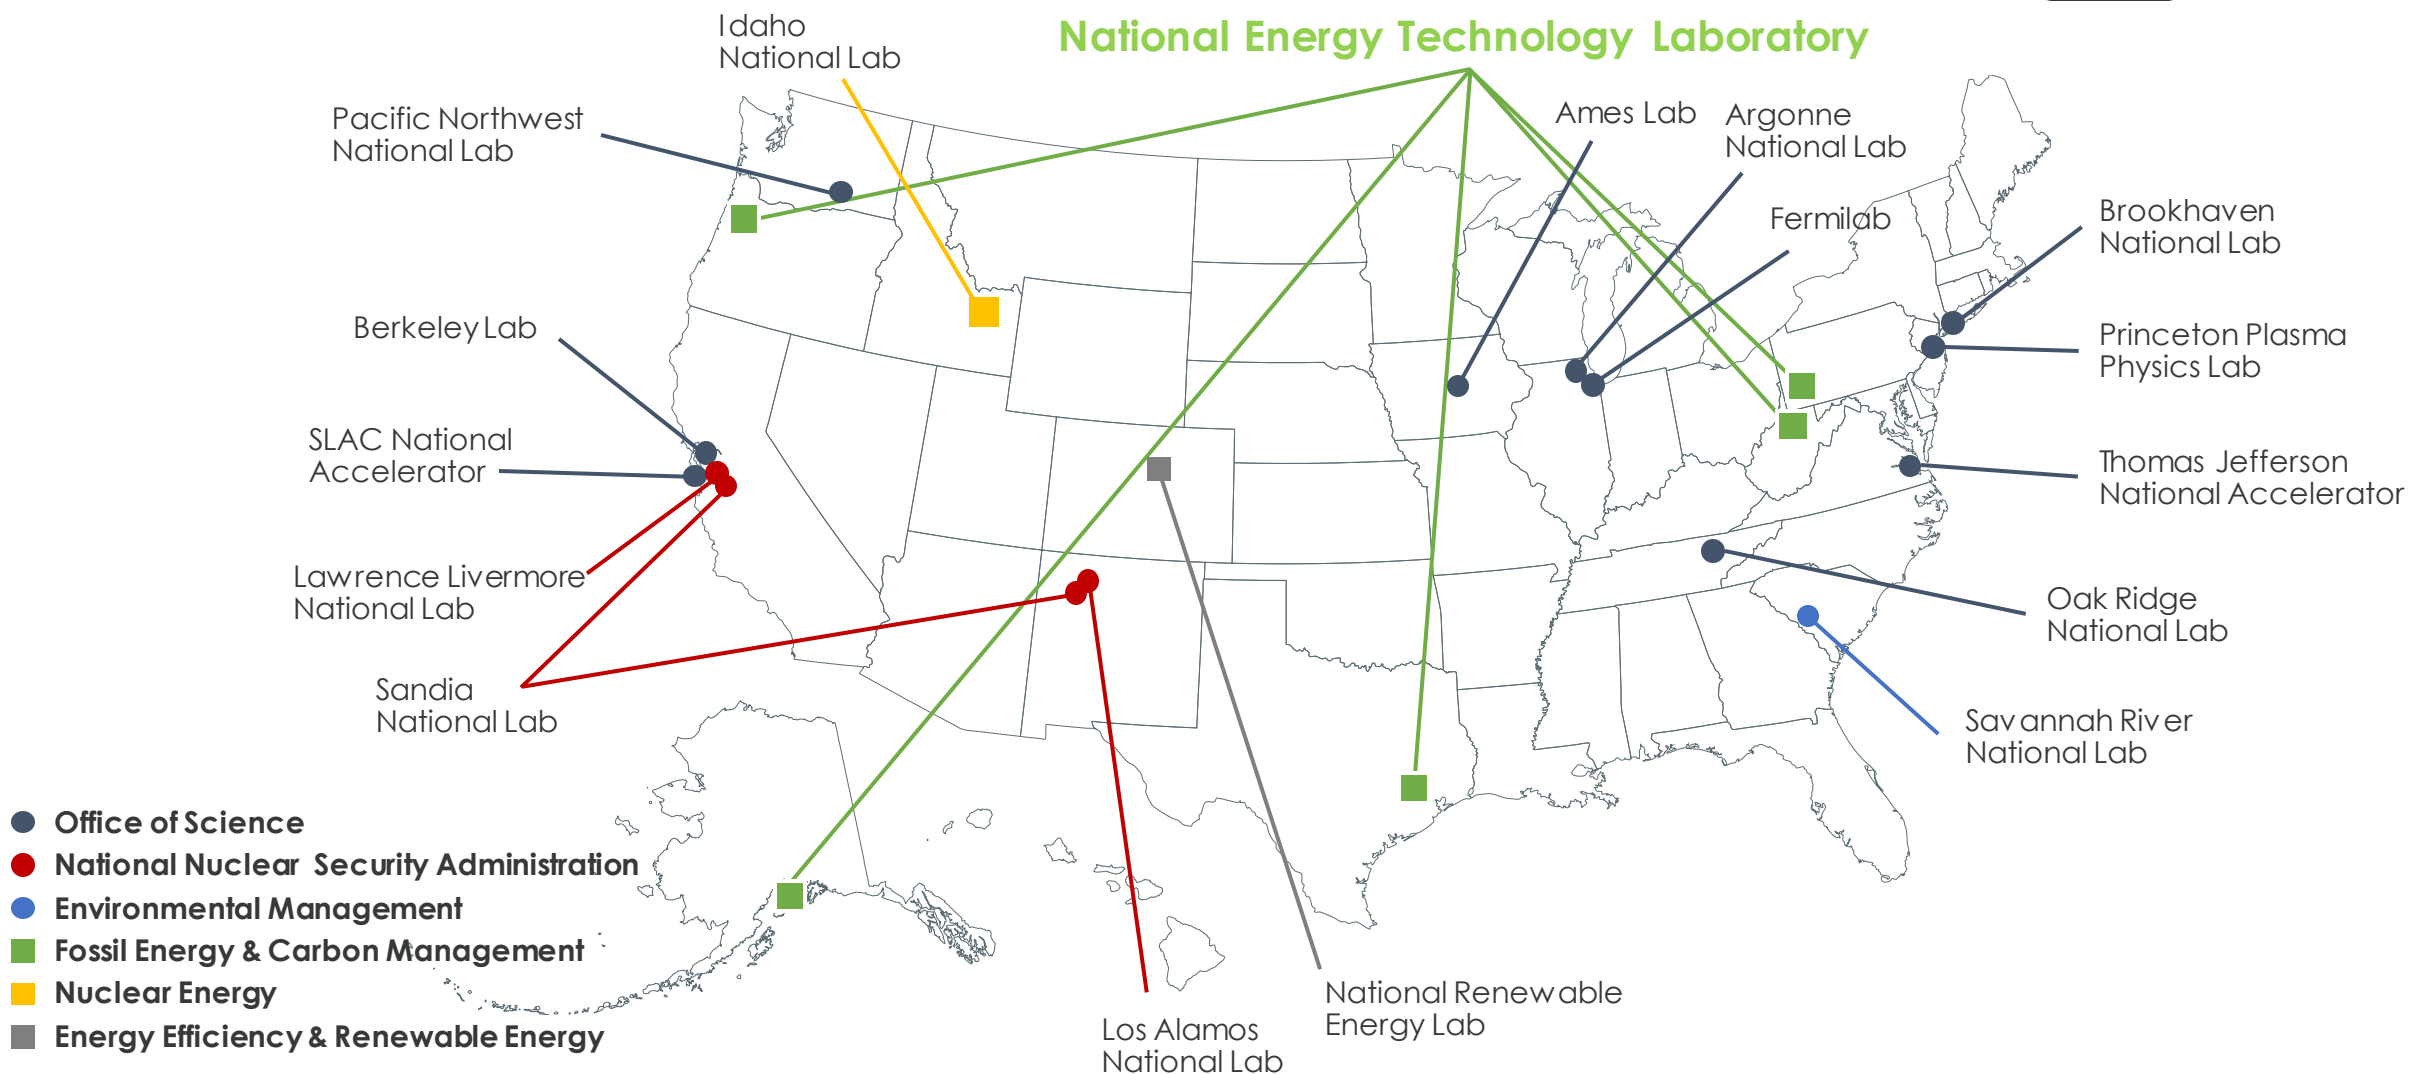 National Energy Technology Laboratory
Idaho
National Lab
Pacific Northwest
National Lab
Ames Lab
Argonne
National Lab
Fermilab
Brookhaven
National Lab
Berkeley Lab
Princeton Plasma
Physics Lab
SLAC National
Accelerator
Thomas Jefferson
National Accelerator
Lawrence Livermore
National Lab
Oak Ridge
National Lab
Sandia
National Lab
Savannah River
National Lab
National Renewable
Energy Lab
Los Alamos
National Lab
Office of Science
National Nuclear Security Administration
Environmental Management
Fossil Energy & Carbon Management
Nuclear Energy
Energy Efficiency & Renewable Energy